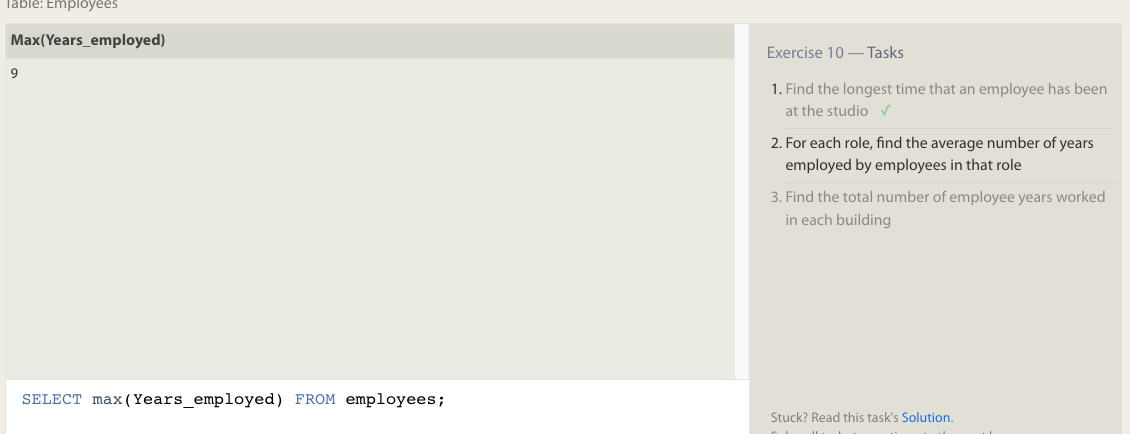 Table: Employees
Max(Years_employed)
9
SELECT max(Years_employed) FROM employees;
Exercise 10 — Tasks
1. Find the longest time that an employee has been
at the studio ✓
2. For each role, find the average number of years
employed by employees in that role
3. Find the total number of employee years worked
in each building
Stuck? Read this task's Solution.